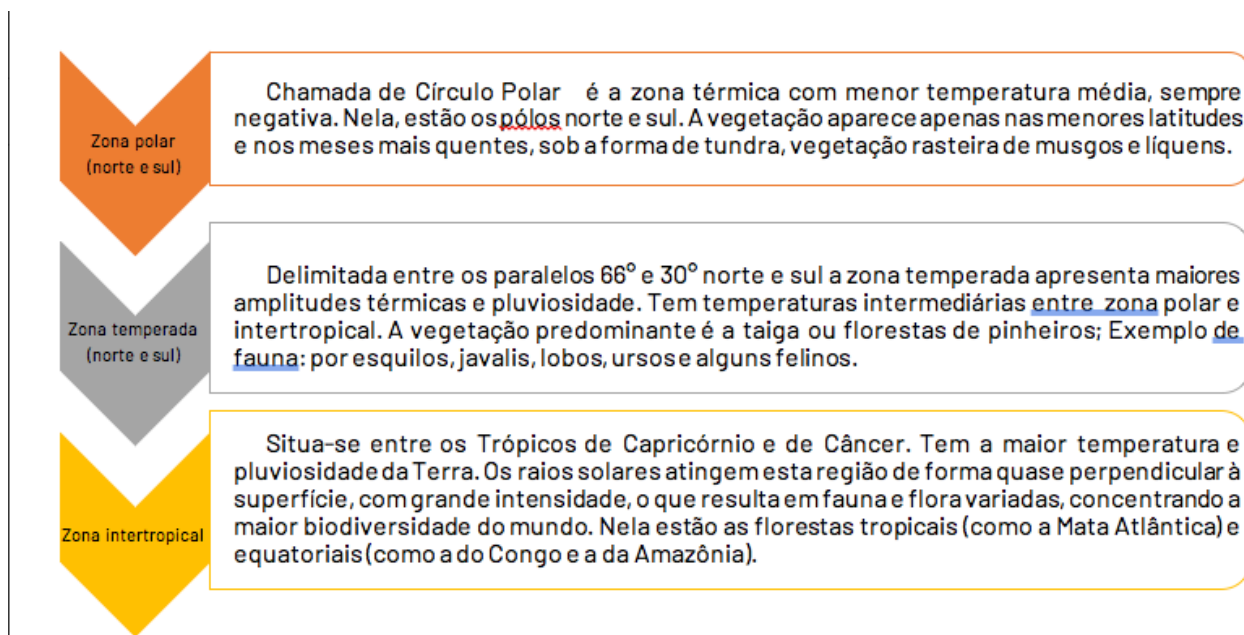 Zona polar
(norte e sul)
Chamada de Círculo Polar é a zona térmica com menor temperatura média, sempre
negativa. Nela, estão os pólos norte e sul. A vegetação aparece apenas nas menores latitudes
e nos meses mais quentes, sob a forma de tundra, vegetação rasteira de musgos e líquens.
Zona temperada
(norte e sul)
Delimitada entre os paralelos 66° e 30° norte e sul a zona temperada apresenta maiores
amplitudes térmicas e pluviosidade. Tem temperaturas intermediárias entre zona polar e
intertropical. A vegetação predominante é a taiga ou florestas de pinheiros; Exemplo de
fauna: por esquilos, javalis, lobos, ursos e alguns felinos.
Zona intertropical
Situa-se entre os Trópicos de Capricórnio e de Câncer. Tem a maior temperatura e
pluviosidade da Terra. Os raios solares atingem esta região de forma quase perpendicular à
superfície, com grande intensidade, o que resulta em fauna e flora variadas, concentrando a
maior biodiversidade do mundo. Nela estão as florestas tropicais (como a Mata Atlântica) e
equatoriais (como a do Congo e a da Amazônia).